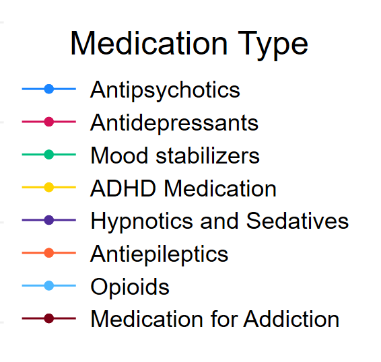 Medication Type
Antipsychotics
Antidepressants
Mood stabilizers
ADHD Medication
Hypnotics and Sedatives
Antiepileptics
Opioids
Medication for Addiction